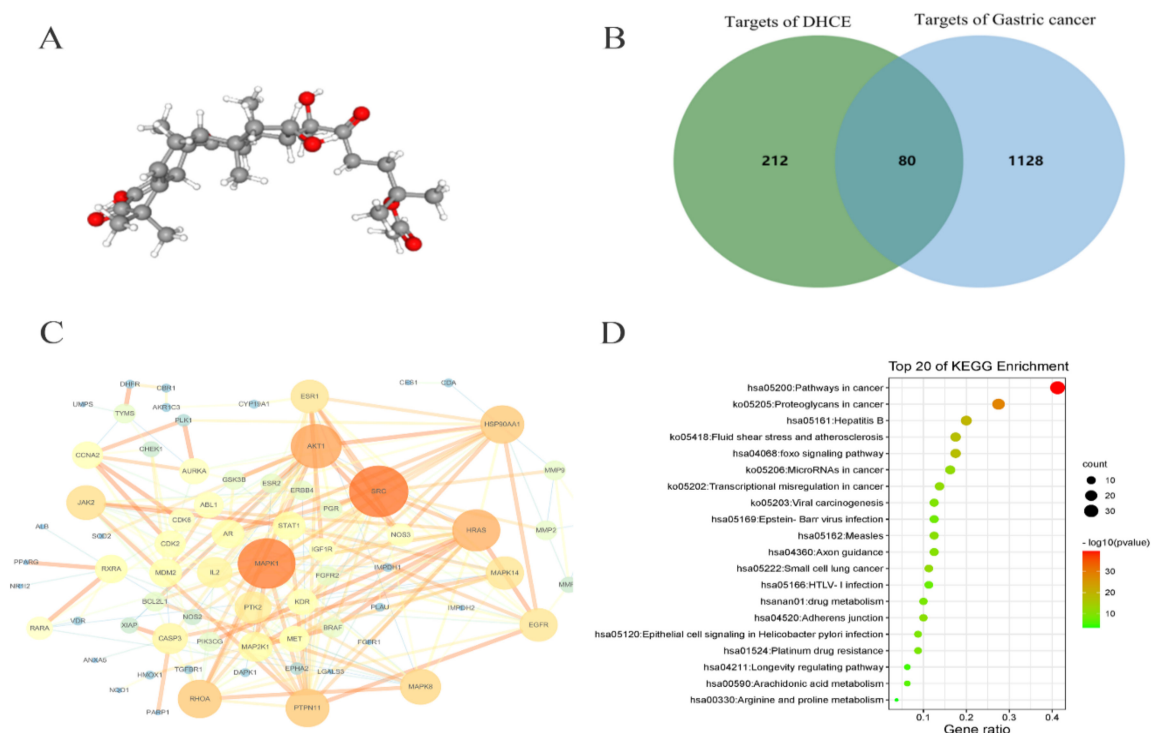 A
B
Targets of DHCE
Targets of Gastric cancer
212
80
1128
C
DHFR
CBR1
UMPS
TYMS
AKR1C3
CYP19A1
CES1
CGA
PLK1
ESR1
HSP90AA1
CCNA2
CHEK1
AURKA
AKT1
GSK3B
ESR2
ERBB4
SRC
MMP9
JAK2
ABL1
PGR
CDK6
STAT1
HRAS
MMP2
ALB
SOD2
CDK2
AR
NOS3
PPARG
RXRA
MDM2
IL2
MAPK1
IGF1R
FGFR2
IMPDH1
MAPK14
NR1I2
BCL2L1
KDR
PLAU
IMPDH2
RARA
VDR
XIAP
NOS2
PTK2
EGFR
CASP3
PIK3CG
BRAF
MET
FGFR1
MAP2K1
ANXA5
HMOX1
TGFBR1
DAPK1
EPHA2
LGALS3
MAPK8
NQO1
PARP1
RHOA
PTPN11
D
Top 20 of KEGG Enrichment
hsa05200:Pathways in cancer
ko05205:Proteoglycans in cancer
hsa05161:Hepatitis B
ko05418:Fluid shear stress and atherosclerosis
hsa04068:foxo signaling pathway
ko05206:MicroRNAs in cancer
ko05202:Transcriptional misregulation in cancer
ko05203:Viral carcinogenesis
hsa05169:Epstein- Barr virus infection
hsa05162:Measles
hsa04360:Axon guidance
hsa05222:Small cell lung cancer
hsa05166:HTLV- I infection
hsanan01:drug metabolism
hsa04520:Adherens junction
hsa05120:Epithelial cell signaling in Helicobacter pylori infection
hsa01524:Platinum drug resistance
hsa04211:Longevity regulating pathway
hsa00590:Arachidonic acid metabolism
hsa00330:Arginine and proline metabolism
0.1 0.2 0.3 0.4
Gene ratio
count
10
20
30
- log10(pvalue)
30
20
10